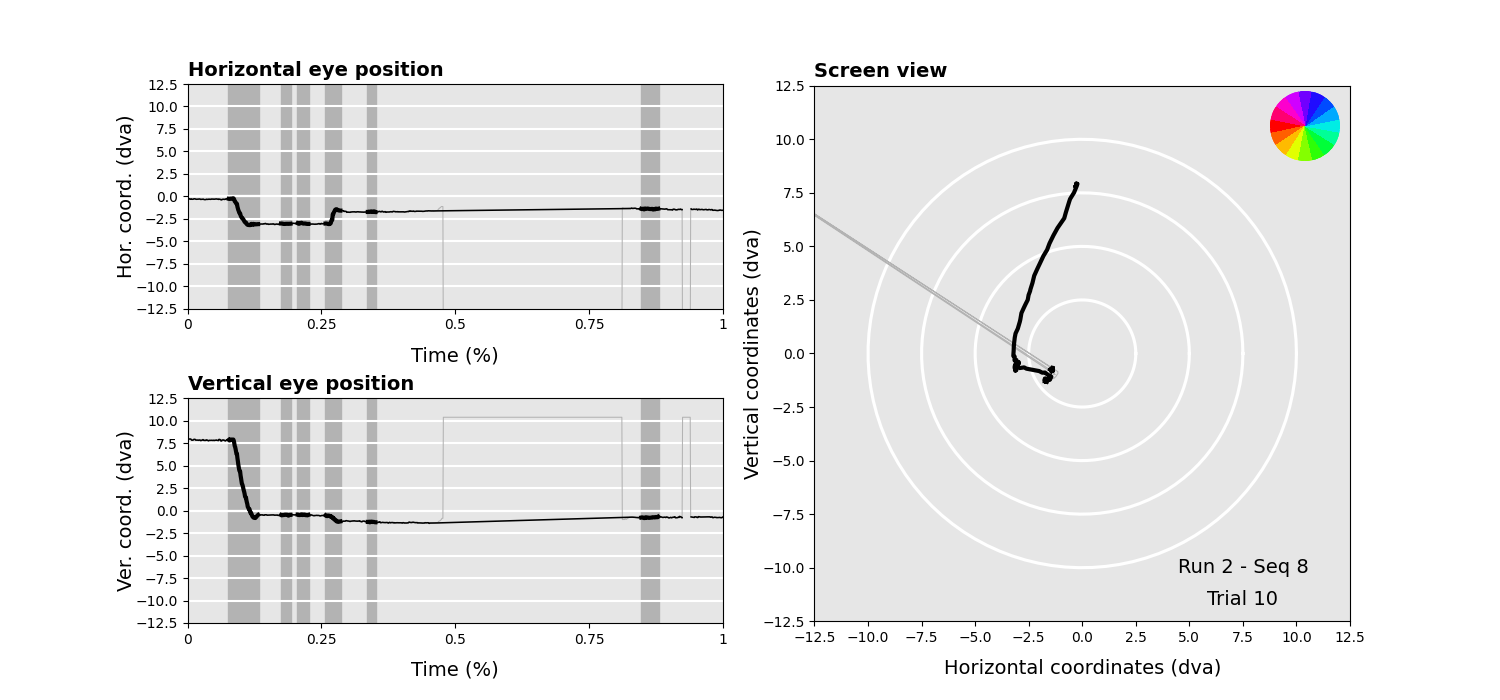 Horizontal eye position
12.5
10.0
7.5
5.0
2.5
0.0
−2.5
−5.0
−7.5
−10.0
−12.5
Hor. coord. (dva)
0 0.25 0.5 0.75 1
Time (%)
Vertical eye position
12.5
10.0
7.5
5.0
2.5
0.0
−2.5
−5.0
−7.5
−10.0
−12.5
Ver. coord. (dva)
0 0.25 0.5 0.75 1
Time (%)
Screen view
12.5
10.0
7.5
5.0
2.5
0.0
−2.5
−5.0
−7.5
−10.0
−12.5
Vertical coordinates (dva)
Run 2 - Seq 8
Trial 10
−12.5 −10.0 −7.5 −5.0 −2.5 0.0 2.5 5.0 7.5 10.0 12.5
Horizontal coordinates (dva)